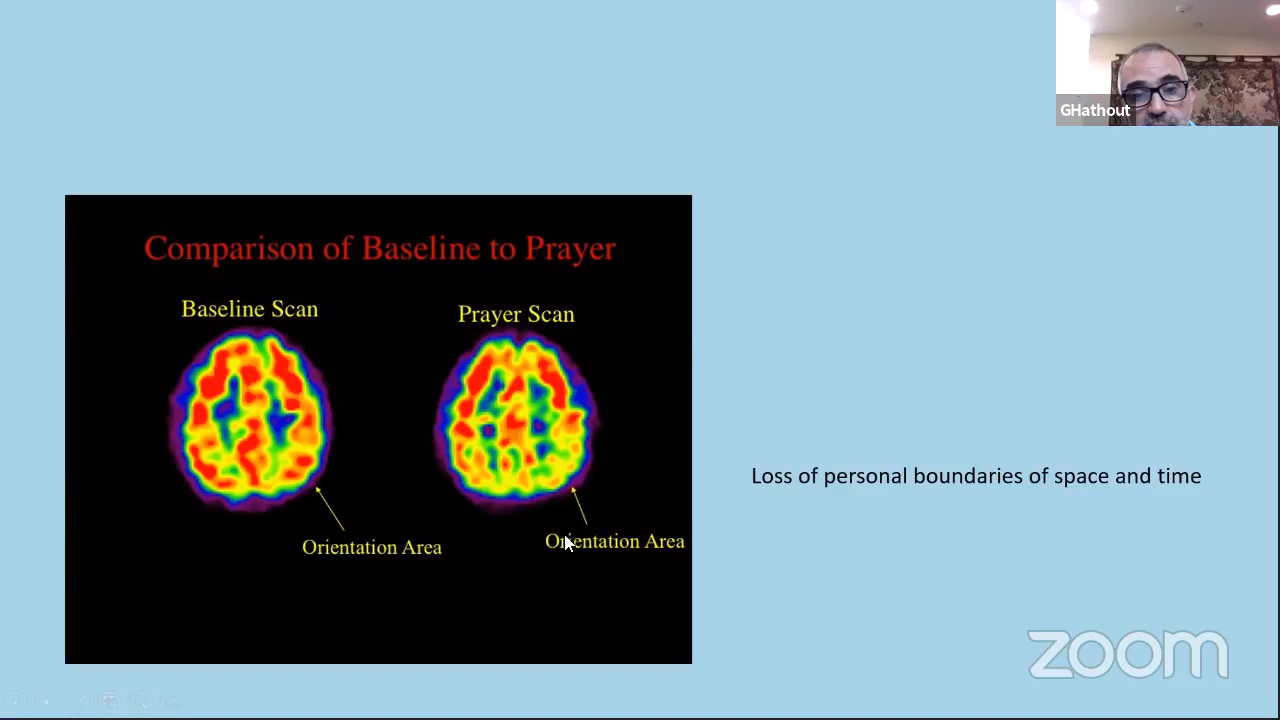 GHathout
Comparison of Baseline to Prayer
Baseline Scan
Prayer Scan
Orientation Area
Orientation Area
Loss of personal boundaries of space and time
zoom